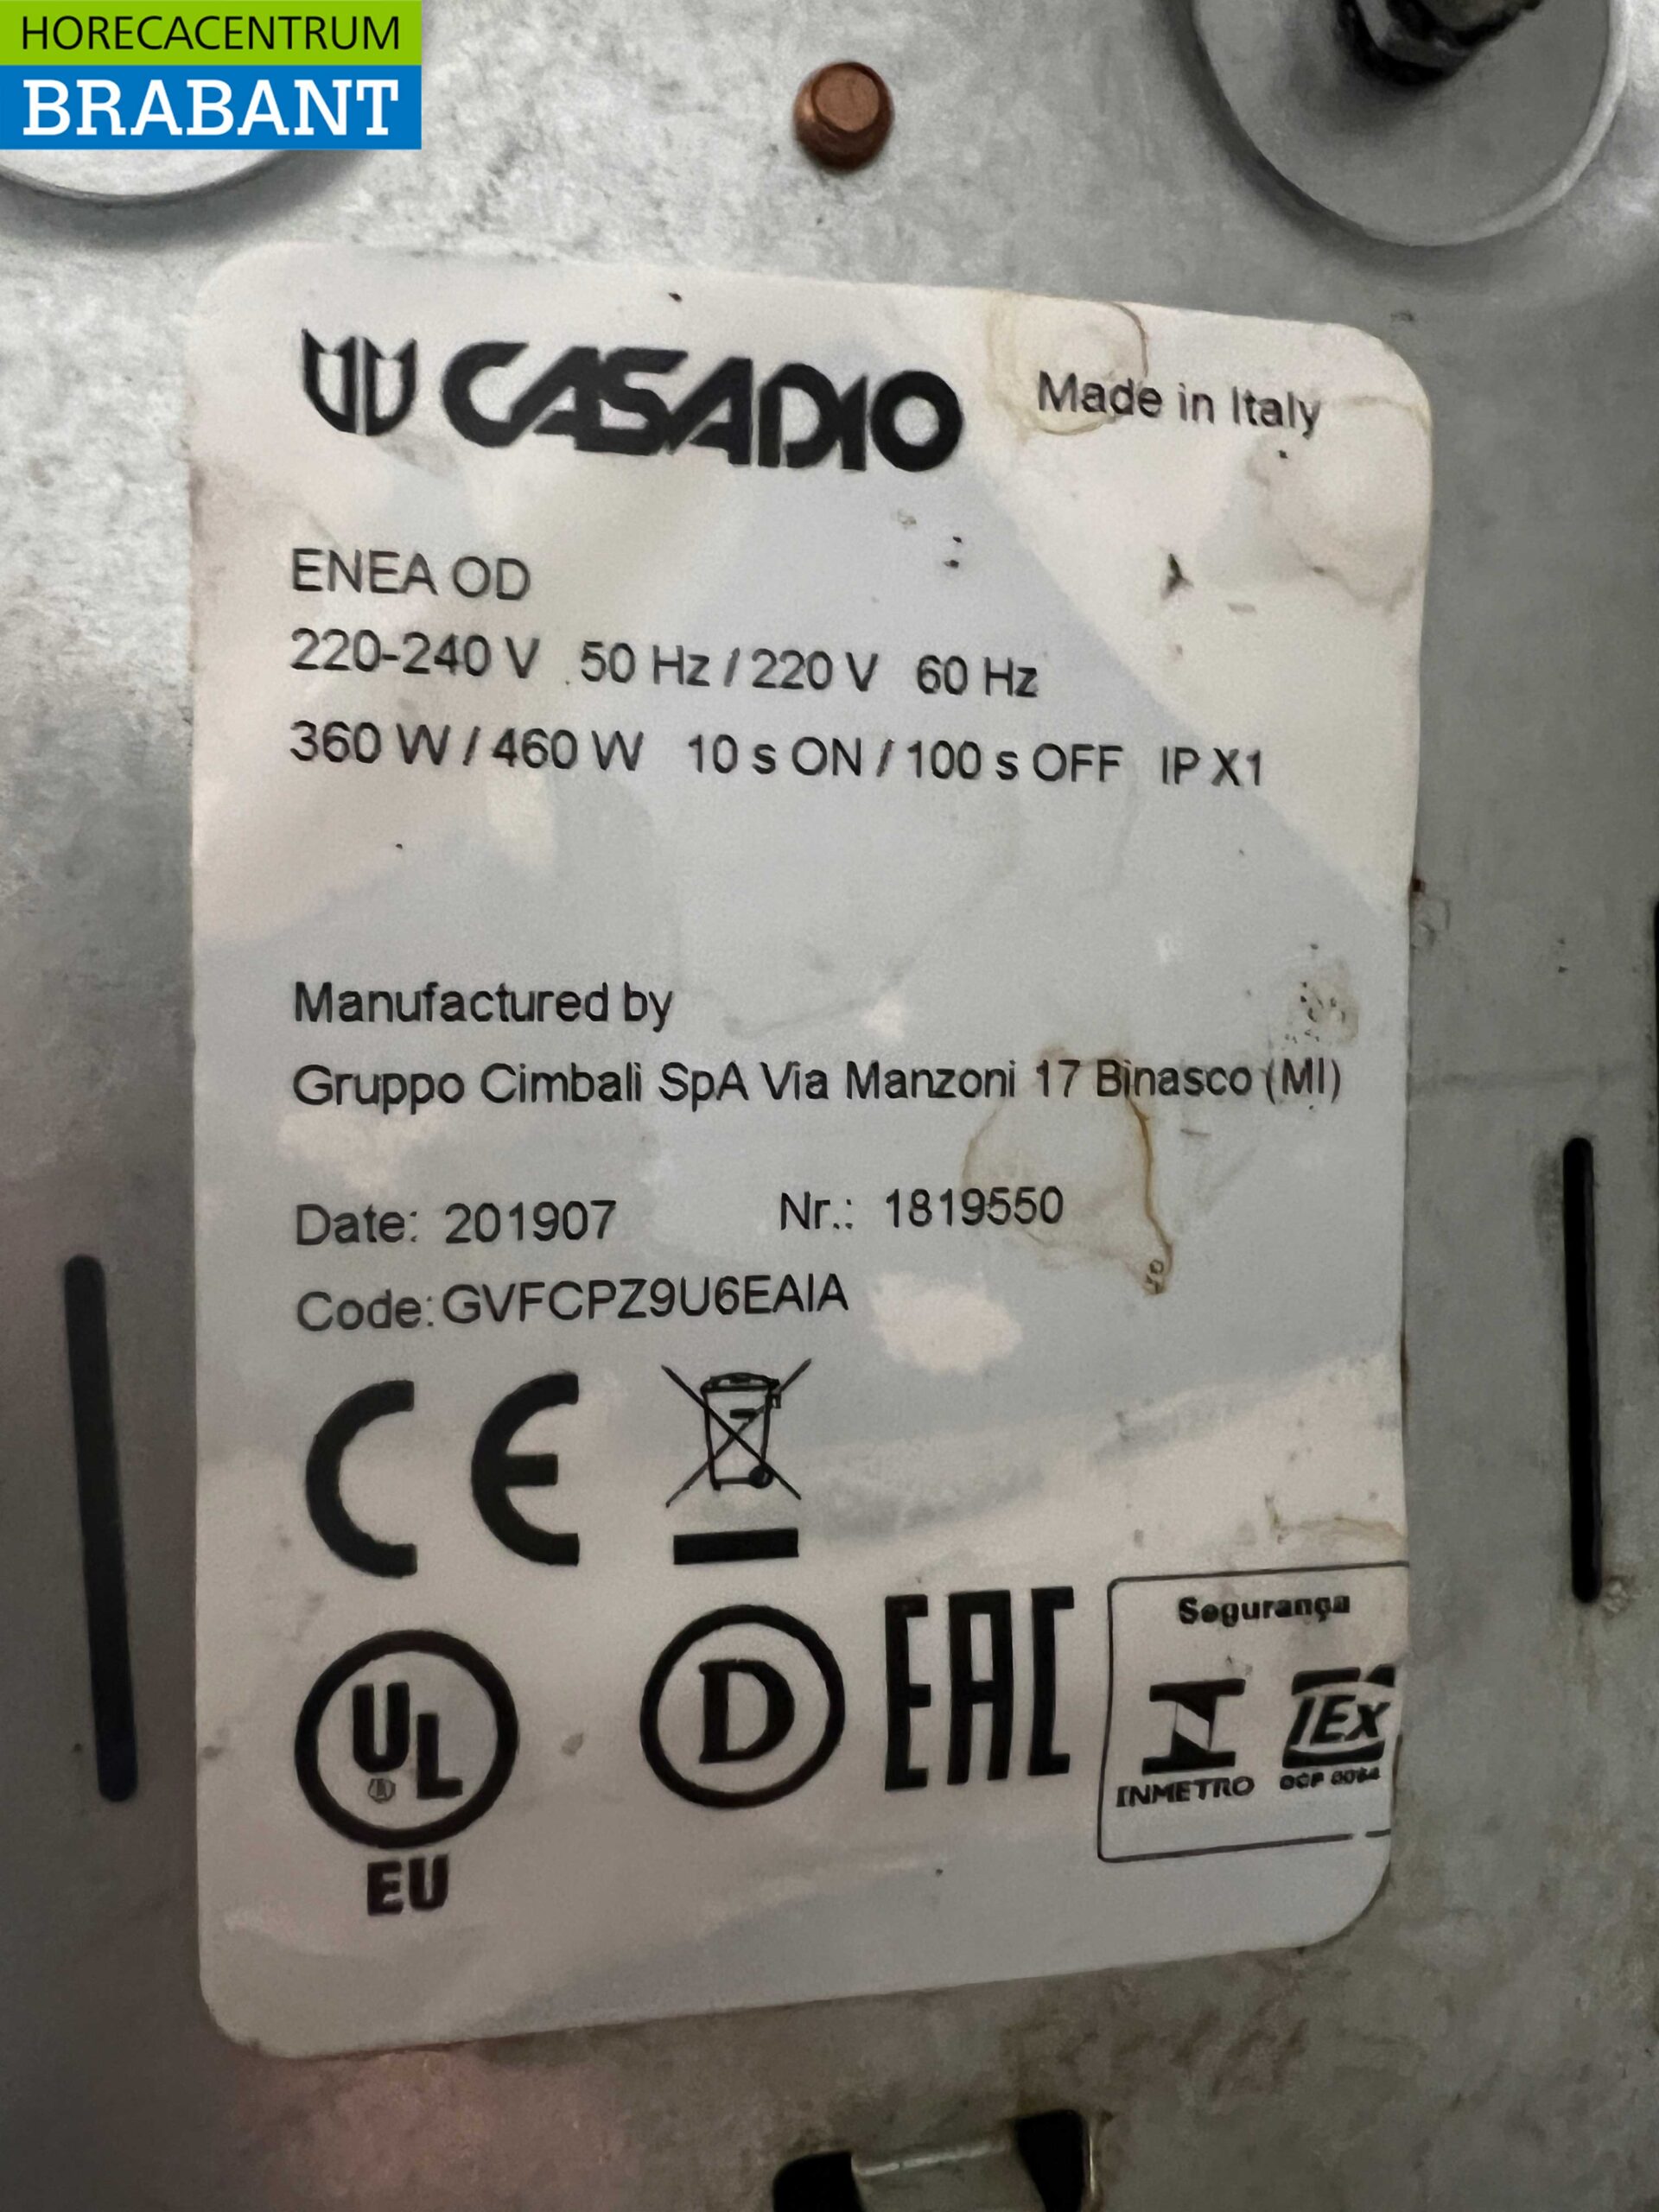 HORECACENTRUM
BRABANT
CASADIO Made in Italy
ENEA OD
220-240 V 50 Hz / 220 V 60 Hz
360 W / 460 W 10 s ON / 100 s OFF IP X1
Manufactured by
Gruppo Cimbali SpA Via Manzoni 17 Binasco (MI)
Date: 201907 Nr.: 1819550
Code: GVFCPZ9U6EAIA
CE
UL
EU
D
EAC
Segurança
IEx
INMETRO
OCP 0064